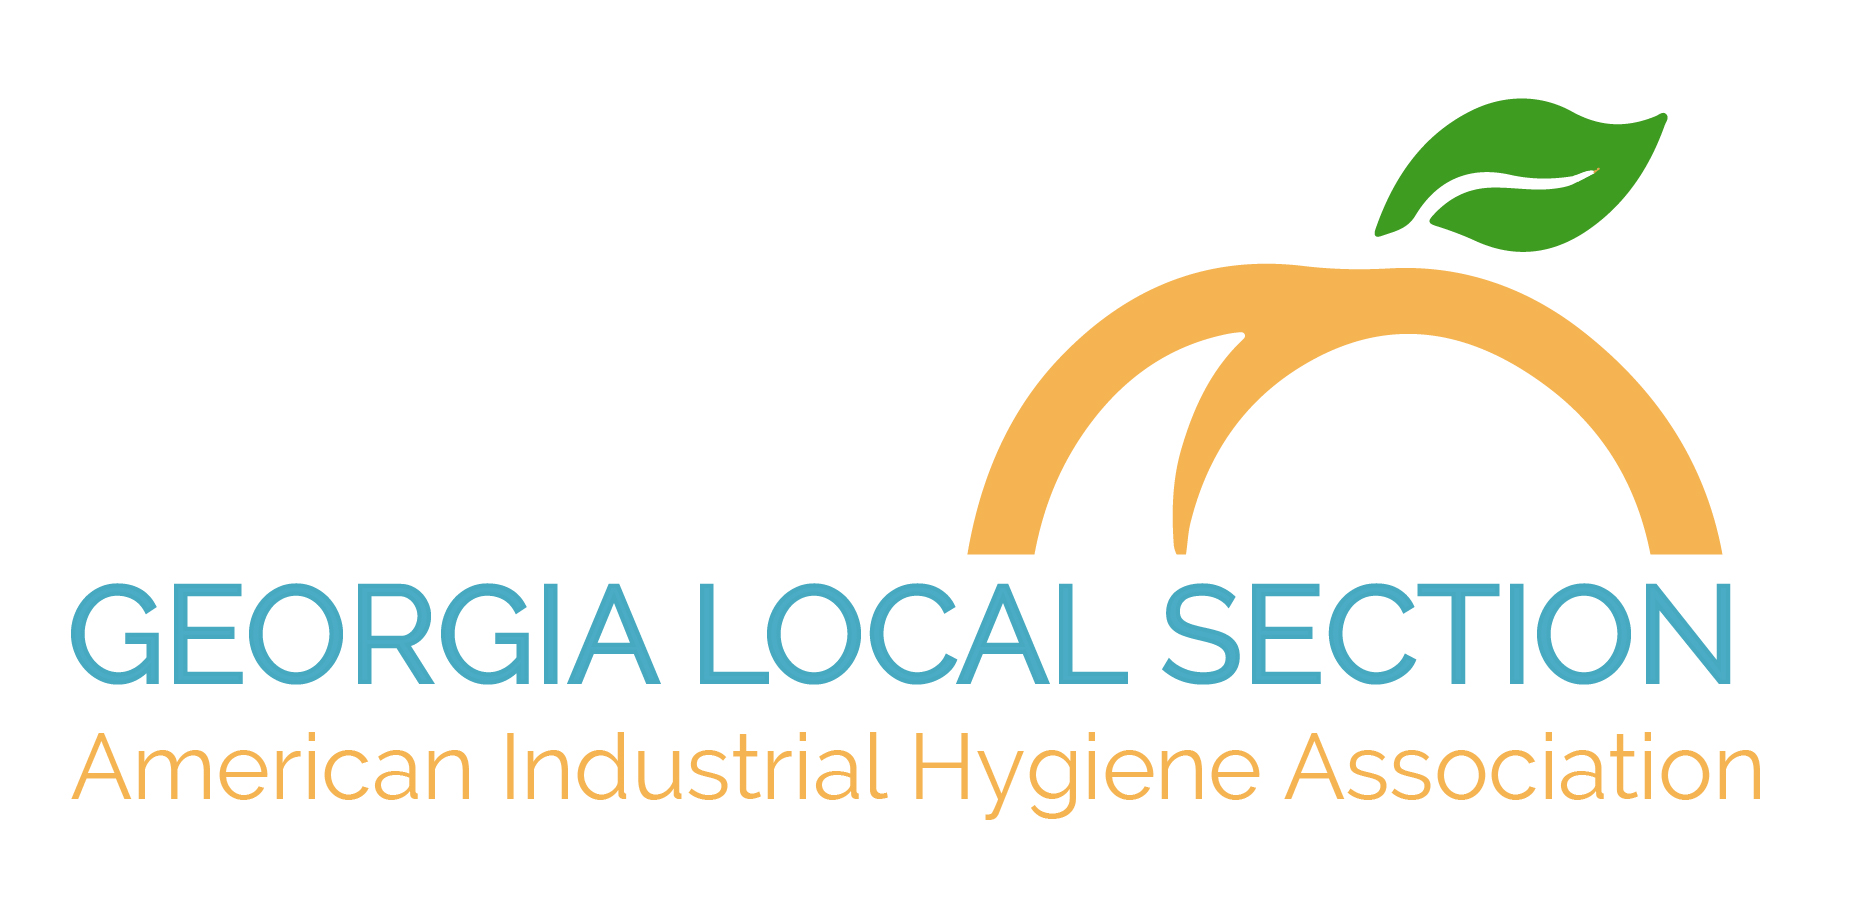 GEORGIA LOCAL SECTION
American Industrial Hygiene Association